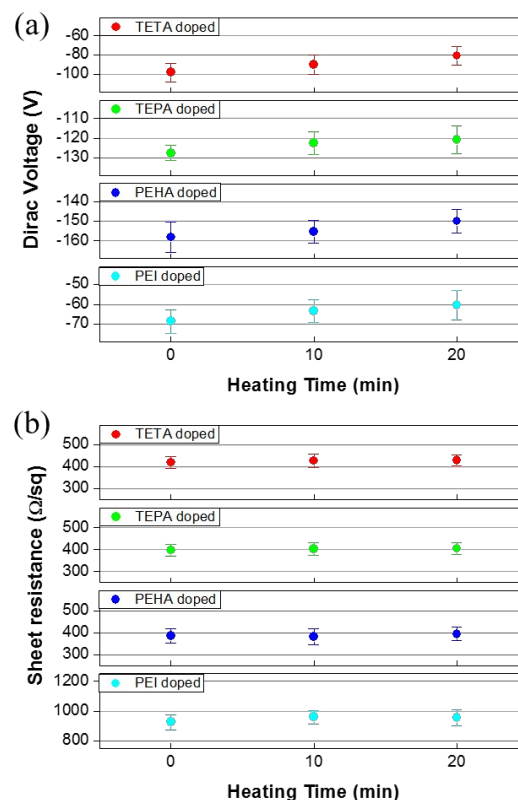 (a)
TETA doped
-60
-80
-100
TEPA doped
-110
-120
-130
PEHA doped
-140
-150
-160
PEI doped
-50
-60
-70
Dirac Voltage (V)
0 10 20
Heating Time (min)
(b)
TETA doped
500
400
300
TEPA doped
500
400
300
PEHA doped
500
400
300
PEI doped
1200
1000
800
Sheet resistance (Ω/sq)
0 10 20
Heating Time (min)